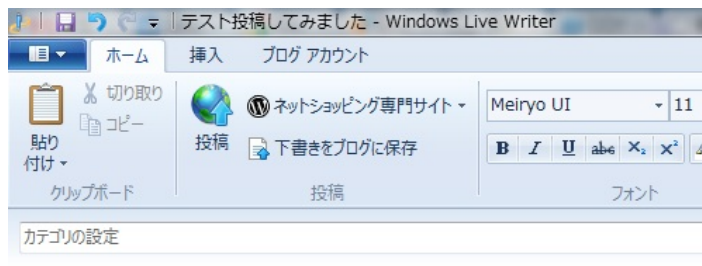 テスト投稿してみました - Windows Live Writer
ホーム 挿入 ブログ アカウント
切り取り
コピー
貼り付け
クリップボード
投稿
ネットショッピング専門サイト
下書きをブログに保存
投稿
Meiryo UI 11
B I U abc X₂ X²
フォント
カテゴリの設定